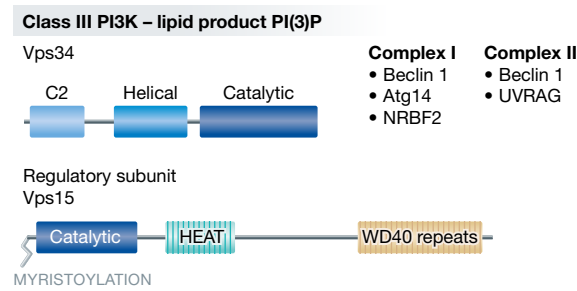 Class III PI3K – lipid product PI(3)P
Vps34
C2 Helical Catalytic
Complex I
• Beclin 1
• Atg14
• NRBF2
Complex II
• Beclin 1
• UVRAG
Regulatory subunit
Vps15
Catalytic HEAT WD40 repeats
MYRISTOYLATION